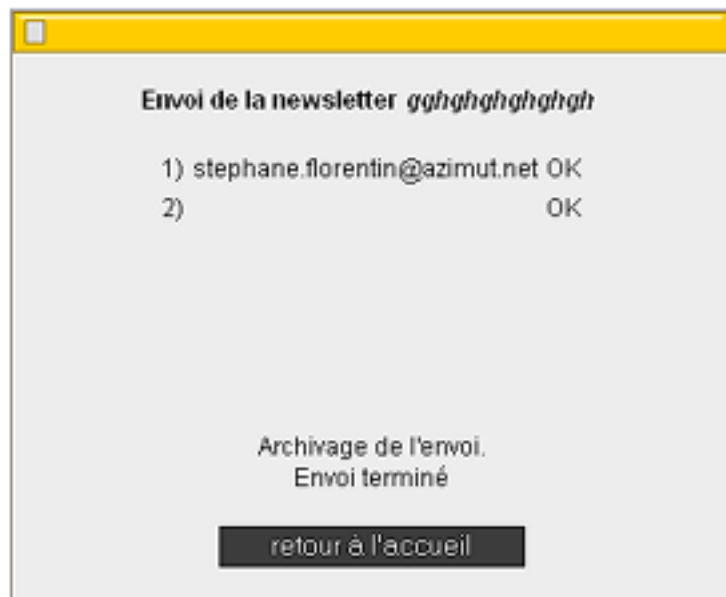 Envoi de la newsletter gghghghghghgh
1) stephane.florentin@azimut.net OK
2) OK
Archivage de l'envoi.
Envoi terminé
retour à l'accueil